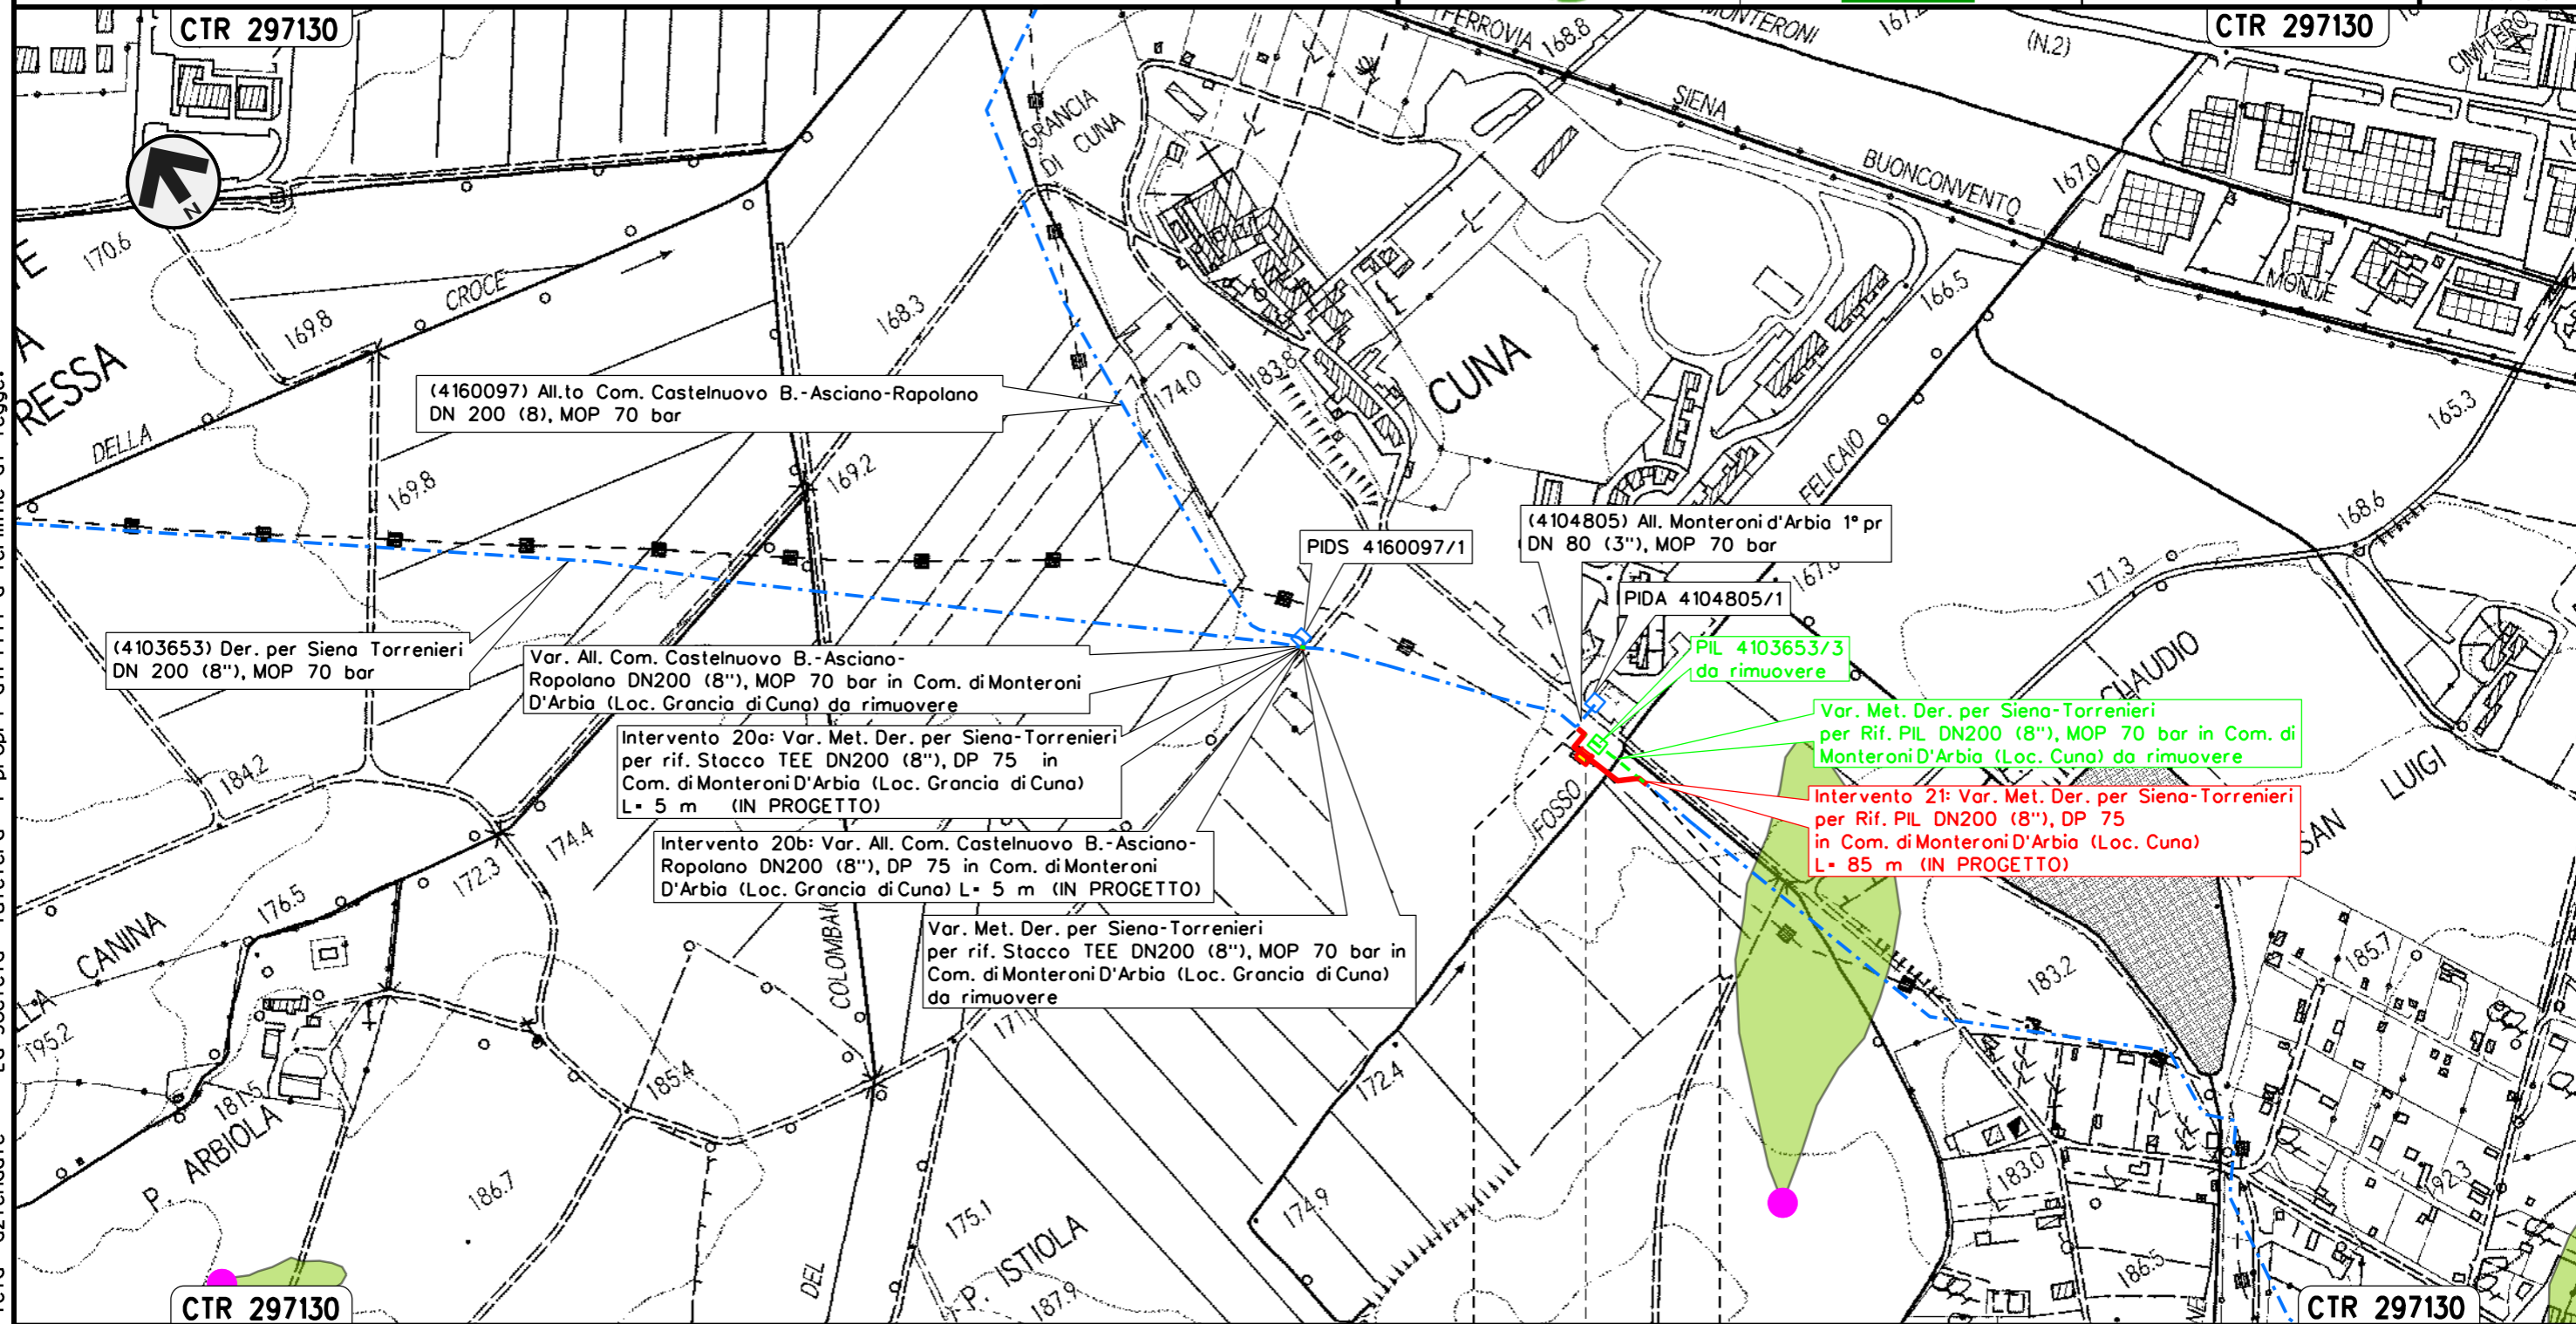 CTR 297130
CTR 297130
FERROVIA
168.8
MONTERONI
(N.2)
CIMITERO
SIENA
BUONCONVENTO
167.0
MONTE
GRANCIA
DI CUNA
N
170.6
RESSA
169.8
CROCE
DELLA
168.3
166.5
165.3
174.0
183.8
CUNA
(4160097) All.to Com. Castelnuovo B.-Asciano-Rapolano
DN 200 (8), MOP 70 bar
169.8
169.2
FELICAIO
168.6
171.3
PIDS 4160097/1
(4104805) All. Monteroni d'Arbia 1° pr
DN 80 (3"), MOP 70 bar
PIDA 4104805/1
(4103653) Der. per Siena Torrenieri
DN 200 (8"), MOP 70 bar
PIL 4103653/3
da rimuovere
Var. All. Com. Castelnuovo B.-Asciano-
Ropolano DN200 (8"), MOP 70 bar in Com. di Monteroni
D'Arbia (Loc. Grancia di Cuna) da rimuovere
CHAUDIO
Var. Met. Der. per Siena-Torrenieri
per Rif. PIL DN200 (8"), MOP 70 bar in Com. di
Monteroni D'Arbia (Loc. Cuna) da rimuovere
Intervento 20a: Var. Met. Der. per Siena-Torrenieri
per rif. Stacco TEE DN200 (8"), DP 75 in
Com. di Monteroni D'Arbia (Loc. Grancia di Cuna)
L= 5 m (IN PROGETTO)
Intervento 21: Var. Met. Der. per Siena-Torrenieri
per Rif. PIL DN200 (8"), DP 75
in Com. di Monteroni D'Arbia (Loc. Cuna)
L= 85 m (IN PROGETTO)
SAN
LUIGI
FOSSO
184.2
174.4
172.3
176.5
Intervento 20b: Var. All. Com. Castelnuovo B.-Asciano-
Ropolano DN200 (8"), DP 75 in Com. di Monteroni
D'Arbia (Loc. Grancia di Cuna) L= 5 m (IN PROGETTO)
Var. Met. Der. per Siena-Torrenieri
per rif. Stacco TEE DN200 (8"), MOP 70 bar in
Com. di Monteroni D'Arbia (Loc. Grancia di Cuna)
da rimuovere
CANINA
195.2
COLOMBAIO
183.2
185.7
181.5
P. ARBIOLA
185.4
172.4
186.7
175.1
174.9
183.0
192.3
DEL
P. ISTIOLA
187.9
186.5
CTR 297130
CTR 297130